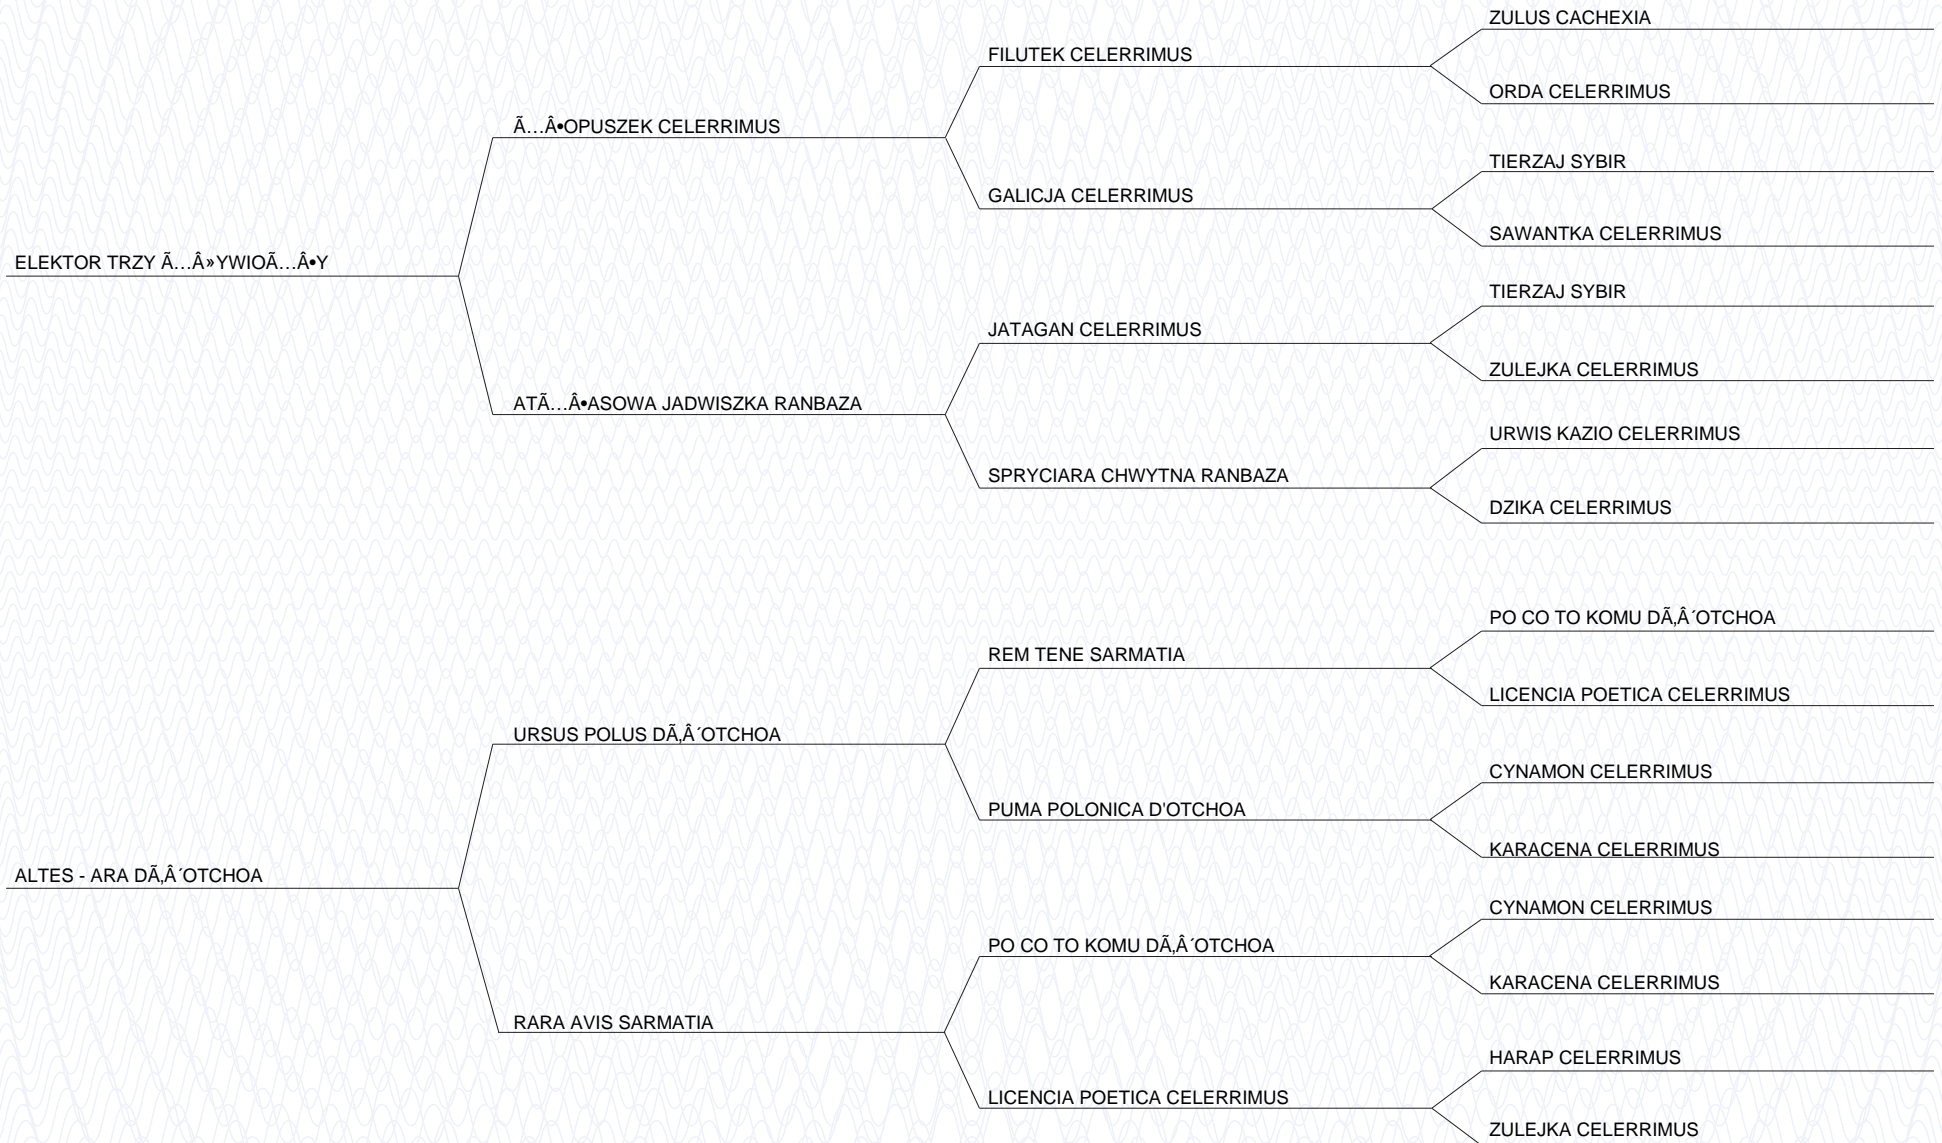 ZULUS CACHEXIA
FILUTEK CELERRIMUS
ORDA CELERRIMUS
Ã…Â•OPUSZEK CELERRIMUS
TIERZAJ SYBIR
GALICJA CELERRIMUS
SAWANTKA CELERRIMUS
ELEKTOR TRZY Ã…Â»YWIOÃ…Â•Y
TIERZAJ SYBIR
JATAGAN CELERRIMUS
ZULEJKA CELERRIMUS
ATÃ…Â•ASOWA JADWISZKA RANBAZA
URWIS KAZIO CELERRIMUS
SPRYCIARA CHWYTNA RANBAZA
DZIKA CELERRIMUS
PO CO TO KOMU DÃ‚Â´OTCHOA
REM TENE SARMATIA
LICENCIA POETICA CELERRIMUS
URSUS POLUS DÃ‚Â´OTCHOA
CYNAMON CELERRIMUS
PUMA POLONICA D'OTCHOA
KARACENA CELERRIMUS
ALTES - ARA DÃ‚Â´OTCHOA
CYNAMON CELERRIMUS
PO CO TO KOMU DÃ‚Â´OTCHOA
KARACENA CELERRIMUS
RARA AVIS SARMATIA
HARAP CELERRIMUS
LICENCIA POETICA CELERRIMUS
ZULEJKA CELERRIMUS